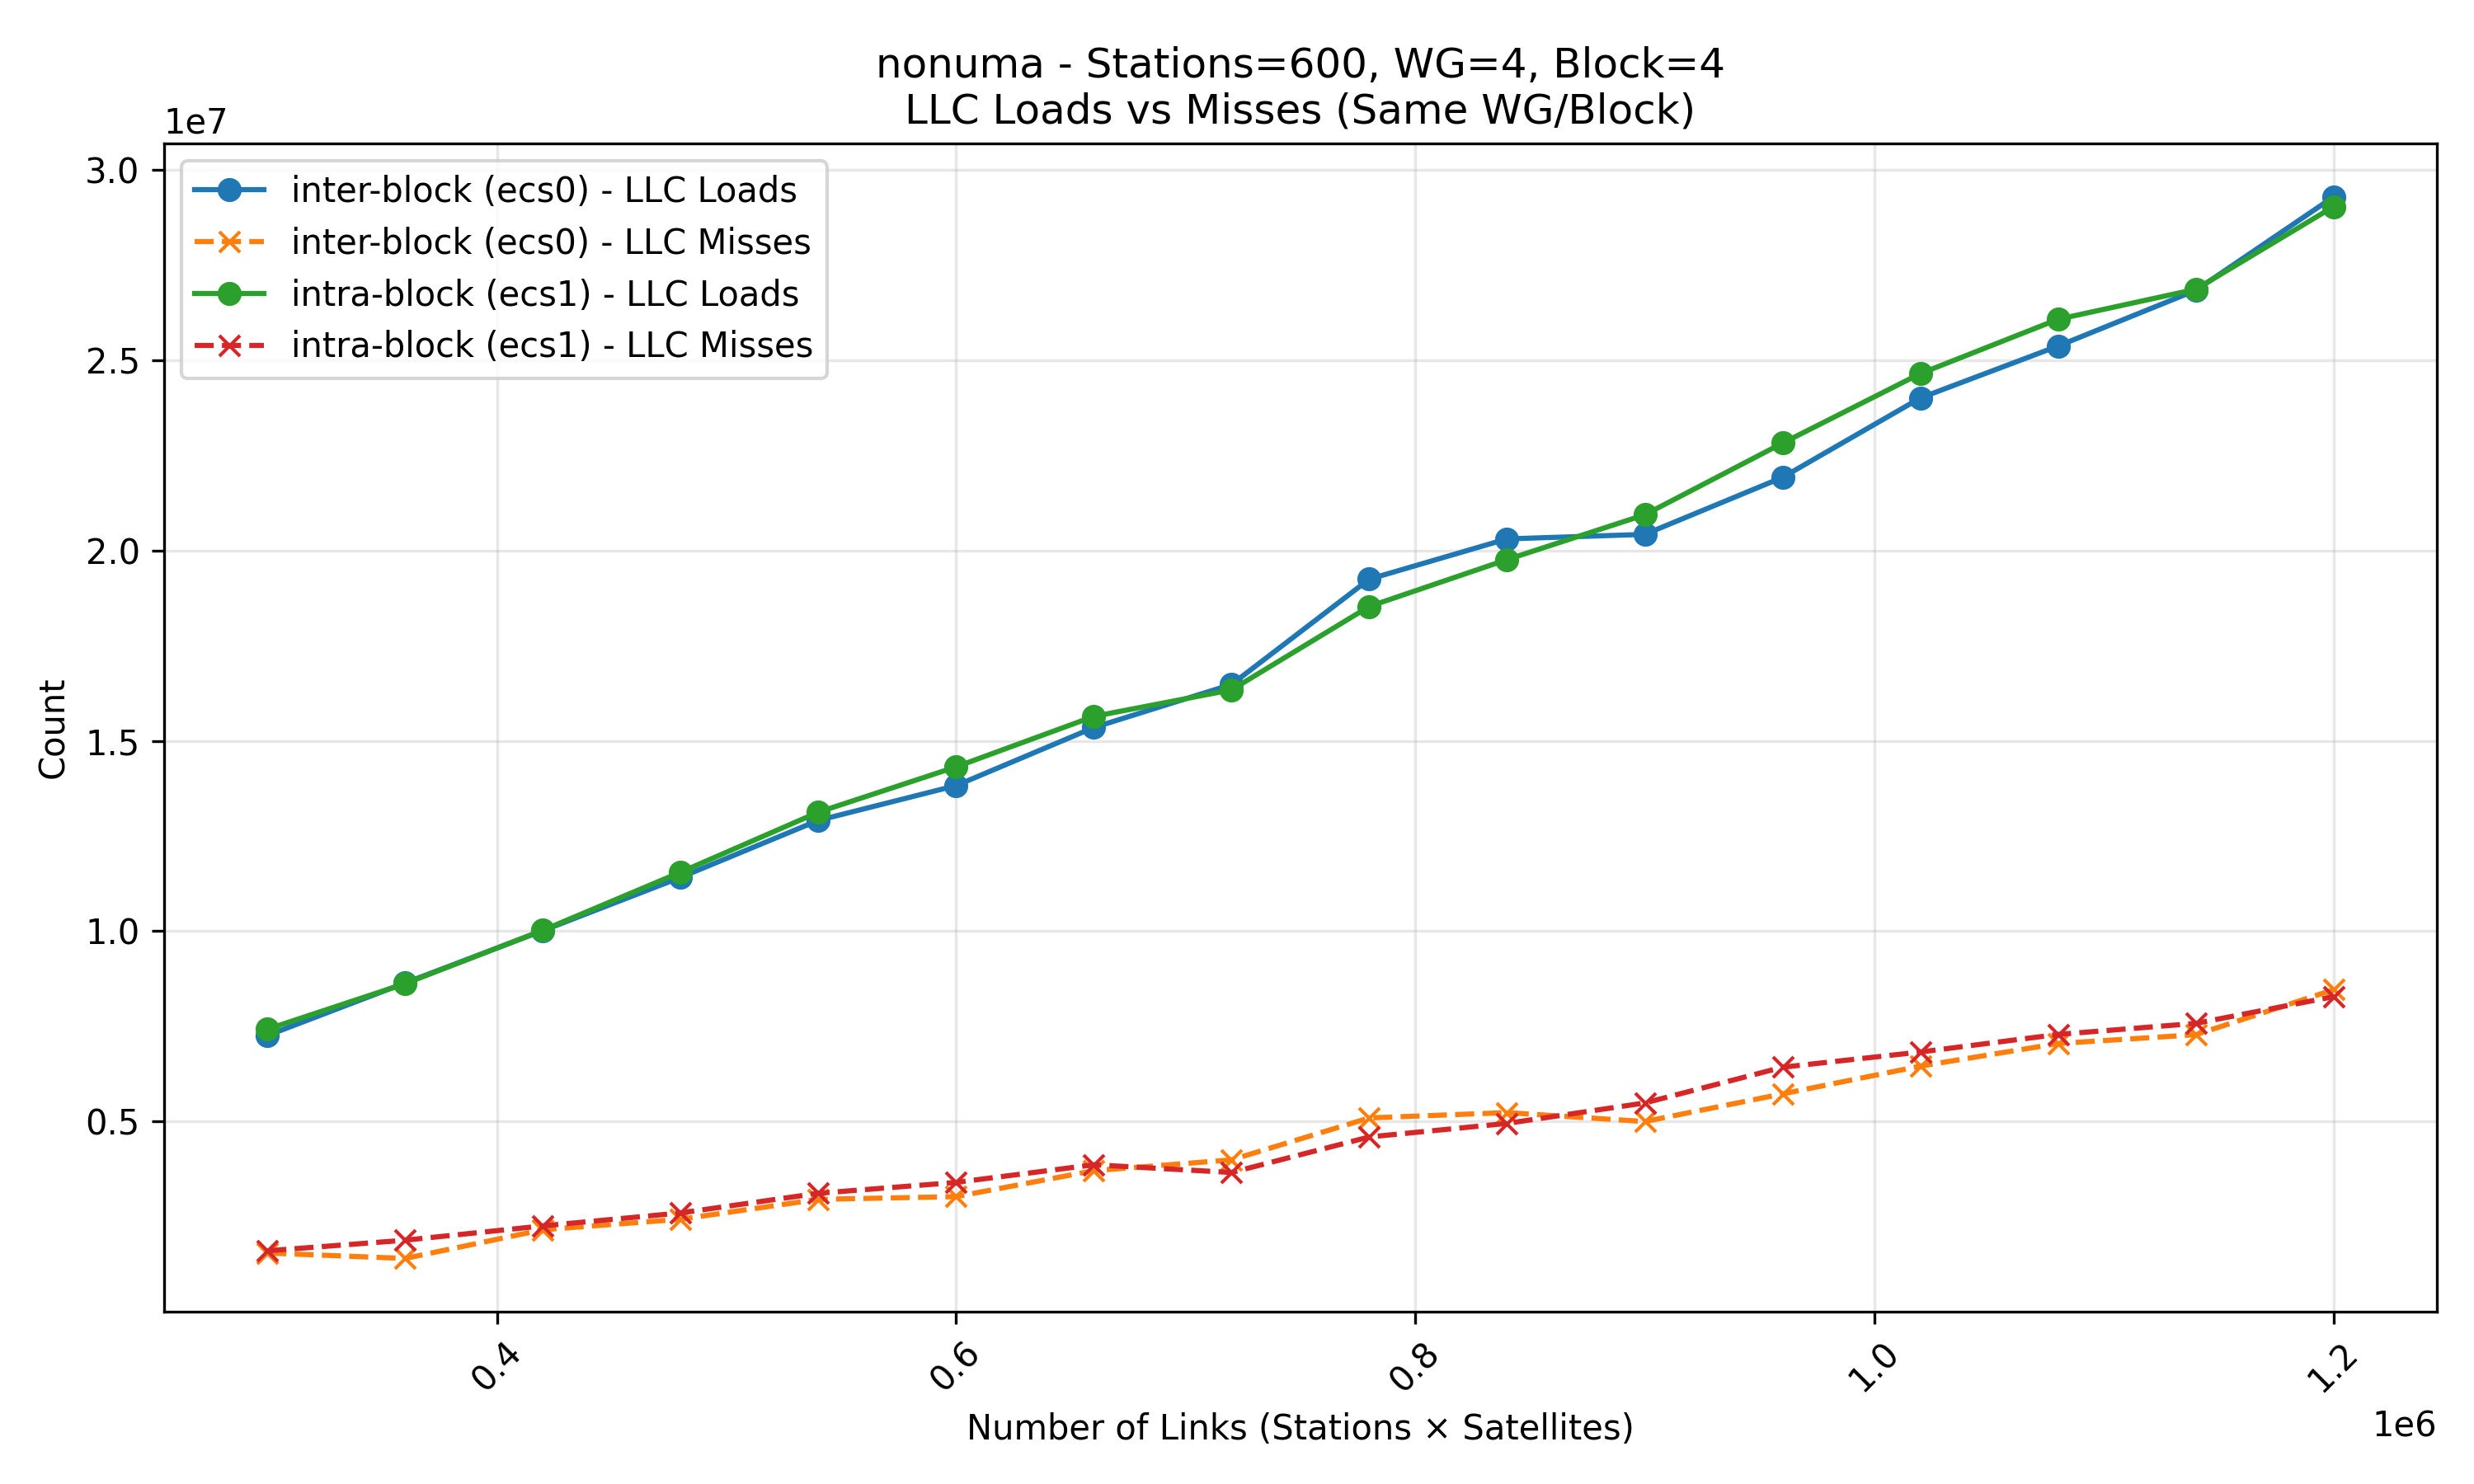 nonuma - Stations=600, WG=4, Block=4
LLC Loads vs Misses (Same WG/Block)
1e7
3.0
2.5
2.0
1.5
1.0
0.5
Count
inter-block (ecs0) - LLC Loads
inter-block (ecs0) - LLC Misses
intra-block (ecs1) - LLC Loads
intra-block (ecs1) - LLC Misses
0.4
0.6
0.8
1.0
1.2
Number of Links (Stations × Satellites)
1e6